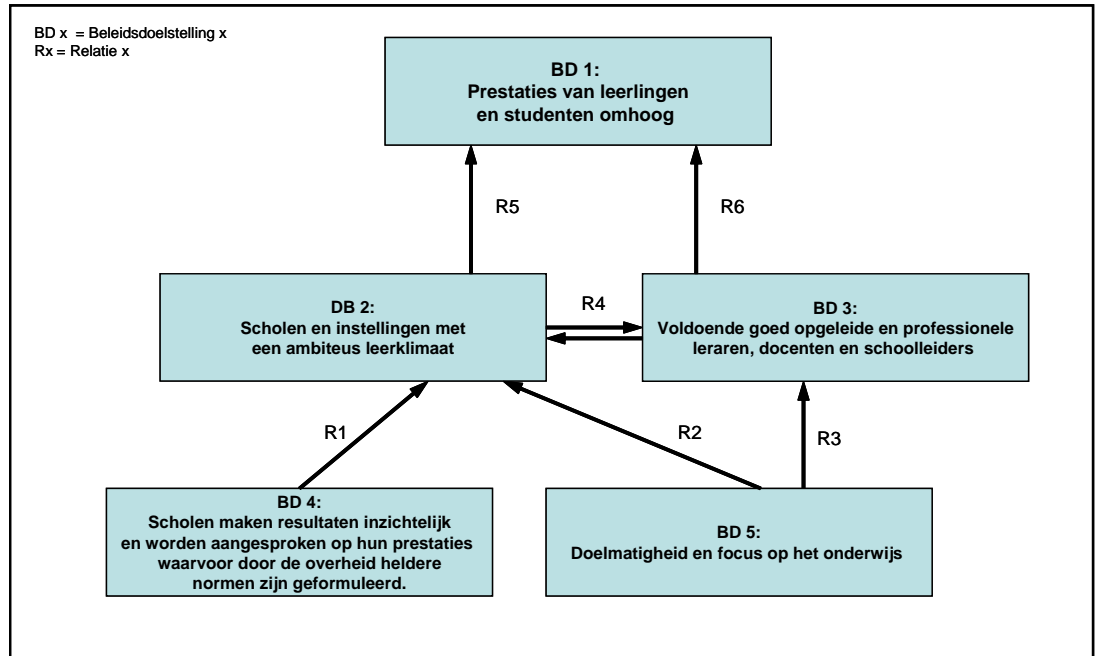 BD x = Beleidsdoelstelling x
Rx = Relatie x
BD 1:
Prestaties van leerlingen
en studenten omhoog
R5
R6
DB 2:
Scholen en instellingen met
een ambiteus leerklimaat
R4
BD 3:
Voldoende goed opgeleide en professionele
leraren, docenten en schoolleiders
R1
R2
R3
BD 4:
Scholen maken resultaten inzichtelijk
en worden aangesproken op hun prestaties
waarvoor door de overheid heldere
normen zijn geformuleerd.
BD 5:
Doelmatigheid en focus op het onderwijs